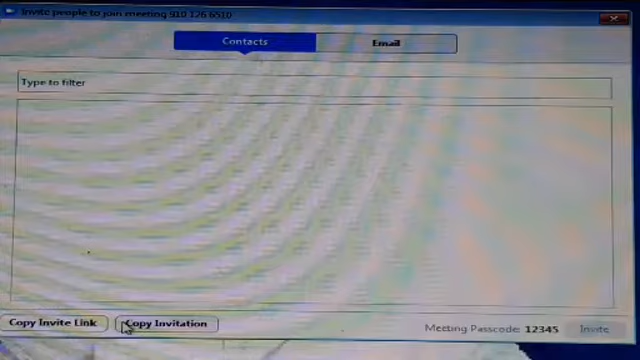 Invite people to join meeting 910 126 6510
Contacts
Email
Type to filter
Copy Invite Link
Copy Invitation
Meeting Passcode: 12345
Invite